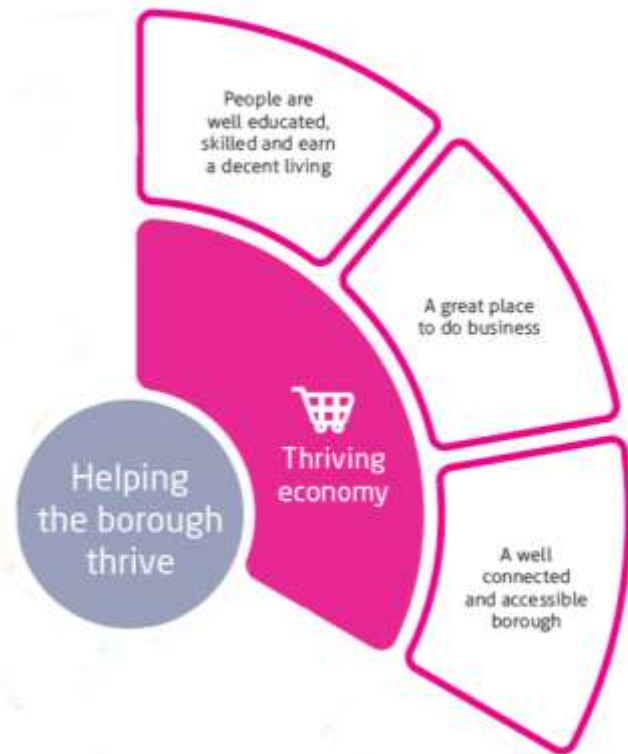 People are
well educated,
skilled and earn
a decent living
A great place
to do business
Thriving
economy
Helping
the borough
thrive
A well
connected
and accessible
borough